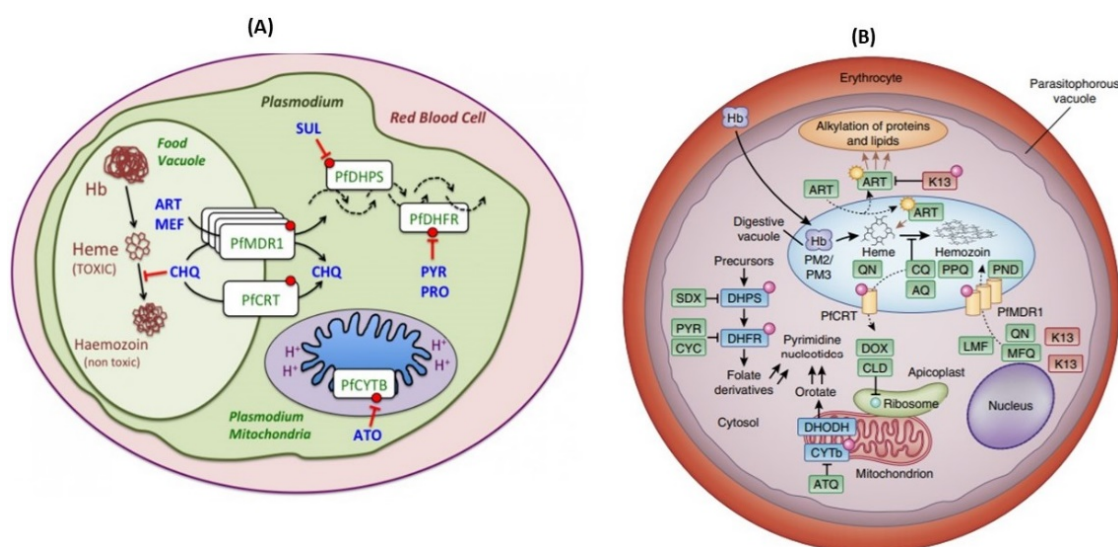 (A)
Plasmodium
Red Blood Cell
SUL
Food
Vacuole
PfDHPS
Hb
ART
MEF
PfDHFR
PfMDR1
Heme
(TOXIC)
CHQ
CHQ
PYR
PRO
PfCRT
Haemozoin
(non toxic)
H⁺
H⁺
H⁺
H⁺
PfCYTB
Plasmodium
Mitochondria
ATO
(B)
Erythrocyte
Parasitophorous
vacuole
Hb
Alkylation of proteins
and lipids
ART
ART
K13
ART
Digestive
vacuole
Hb
PM2/
PM3
Heme
Hemozoin
Precursors
QN
CQ
PPQ
PND
AQ
SDX
DHPS
PfCRT
PfMDR1
PYR
CYC
DHFR
Pyrimidine
nucleotides
DOX
CLD
LMF
QN
MFQ
K13
K13
Folate
derivatives
Orotate
Apicoplast
Ribosome
Nucleus
Cytosol
DHODH
CYTb
Mitochondrion
ATQ